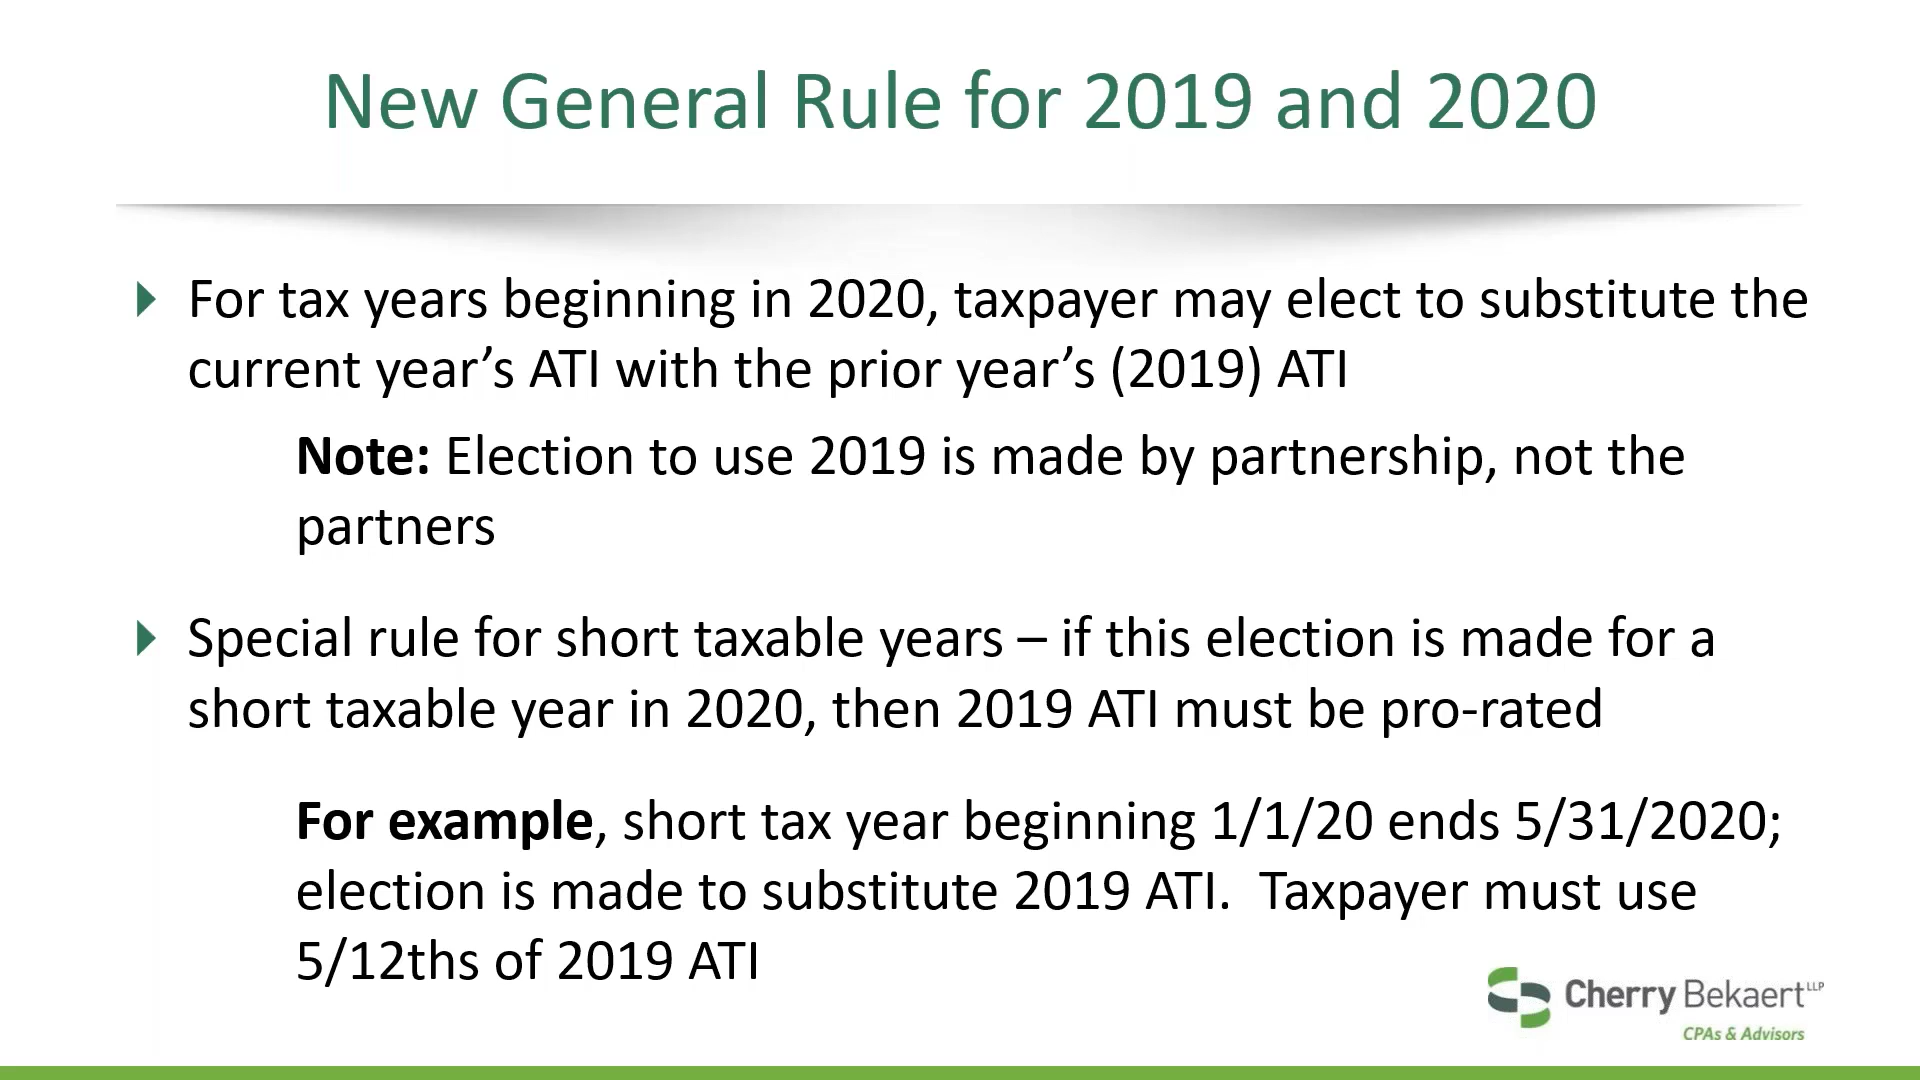 New General Rule for 2019 and 2020
For tax years beginning in 2020, taxpayer may elect to substitute the
current year’s ATI with the prior year’s (2019) ATI
Note: Election to use 2019 is made by partnership, not the
partners
Special rule for short taxable years – if this election is made for a
short taxable year in 2020, then 2019 ATI must be pro-rated
For example, short tax year beginning 1/1/20 ends 5/31/2020;
election is made to substitute 2019 ATI.  Taxpayer must use
5/12ths of 2019 ATI
Cherry Bekaert LLP
CPAs & Advisors